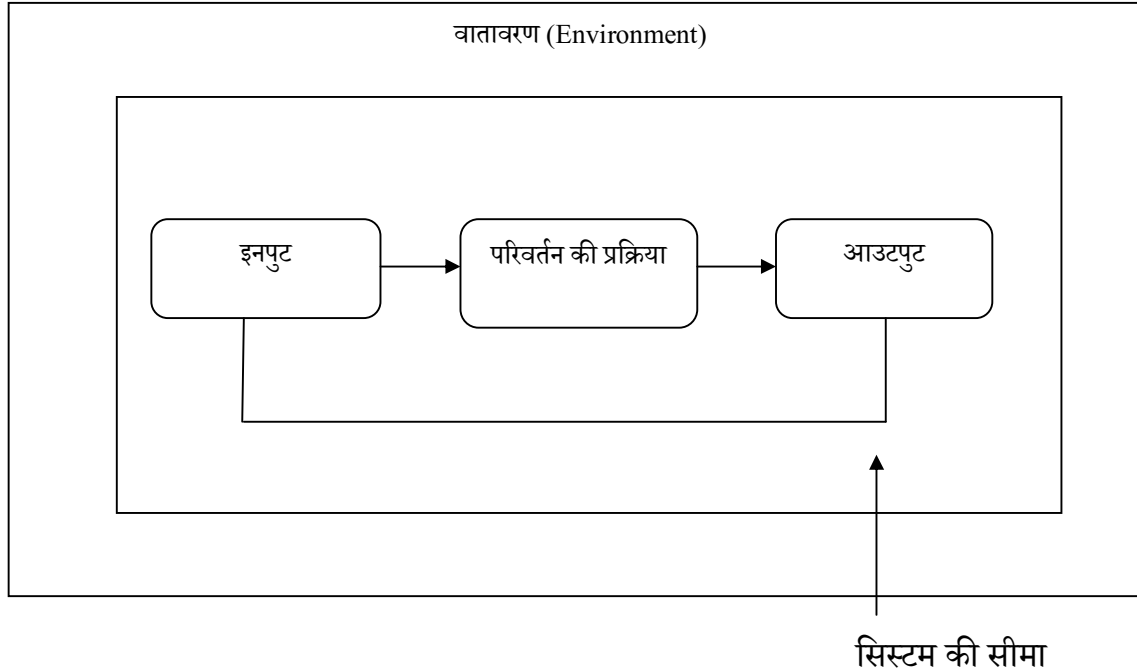 वातावरण (Environment)
इनपुट
परिवर्तन की प्रक्रिया
आउटपुट
सिस्टम की सीमा